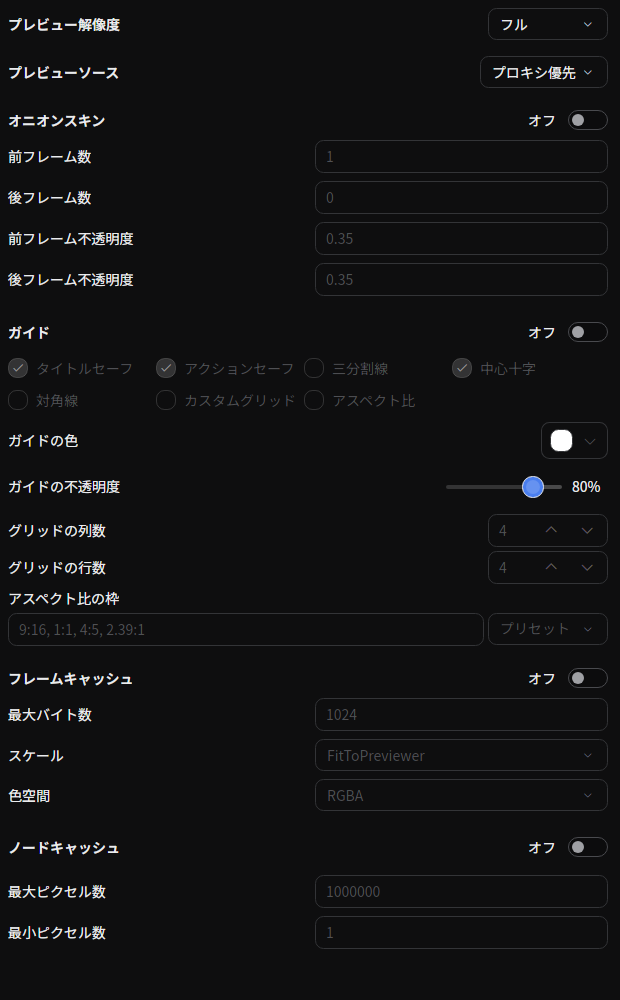 プレビュー解像度 フル
プレビューソース プロキシ優先
オニオンスキン オフ
前フレーム数 1
後フレーム数 0
前フレーム不透明度 0.35
後フレーム不透明度 0.35
ガイド オフ
タイトルセーフ アクションセーフ 三分割線 中心十字
対角線 カスタムグリッド アスペクト比
ガイドの色
ガイドの不透明度 80%
グリッドの列数 4
グリッドの行数 4
アスペクト比の枠
9:16, 1:1, 4:5, 2.39:1 プリセット
フレームキャッシュ オフ
最大バイト数 1024
スケール FitToPreviewer
色空間 RGBA
ノードキャッシュ オフ
最大ピクセル数 1000000
最小ピクセル数 1